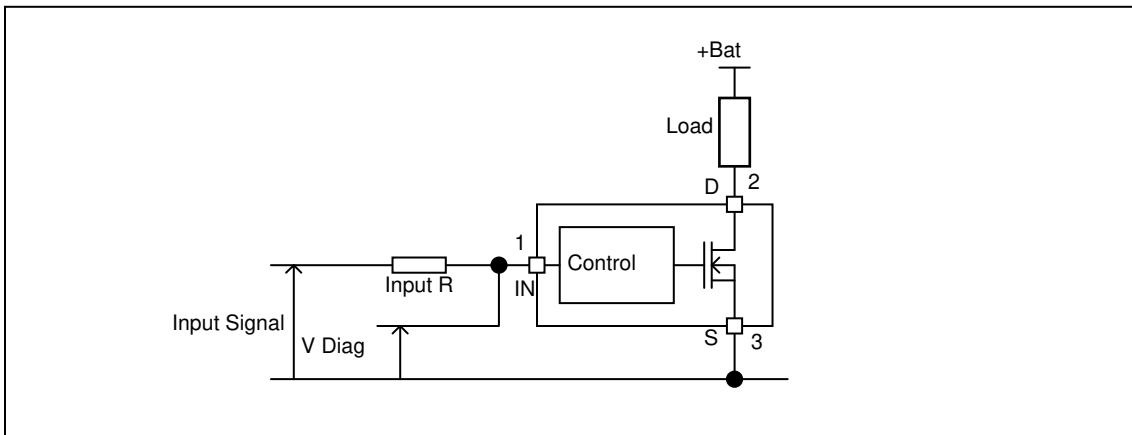 +Bat
Load
D 2
1
Control
Input R
IN
Input Signal
V Diag
S 3